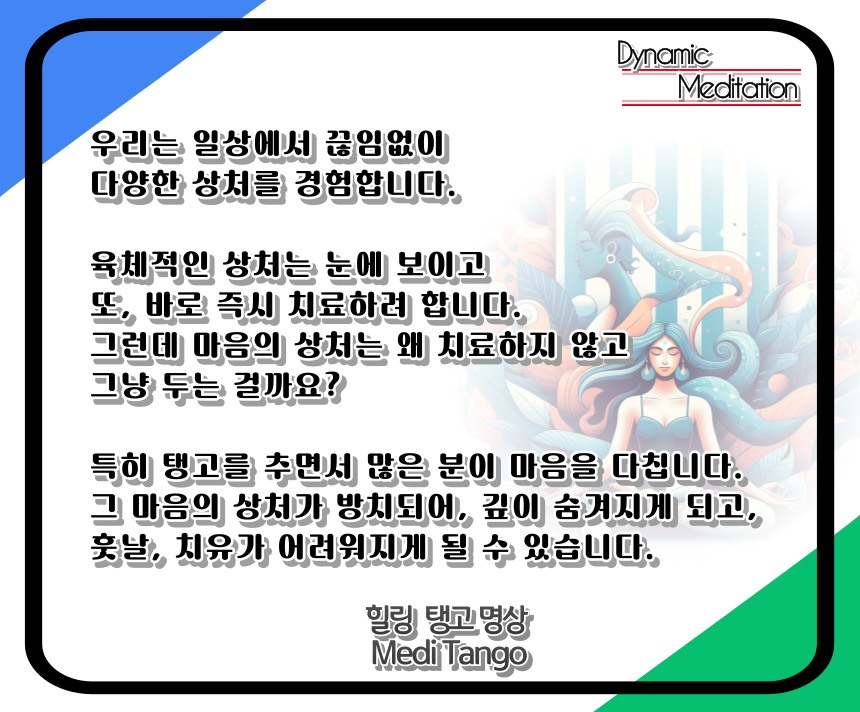 Dynamic
Meditation
우리는 일상에서 끊임없이
다양한 상처를 경험합니다.
육체적인 상처는 눈에 보이고
또, 바로 즉시 치료하려 합니다.
그런데 마음의 상처는 왜 치료하지 않고
그냥 두는 걸까요?
특히 탱고를 추면서 많은 분이 마음을 다칩니다.
그 마음의 상처가 방치되어, 깊이 숨겨지게 되고,
훗날, 치유가 어려워지게 될 수 있습니다.
힐링 탱고 명상
Medi Tango